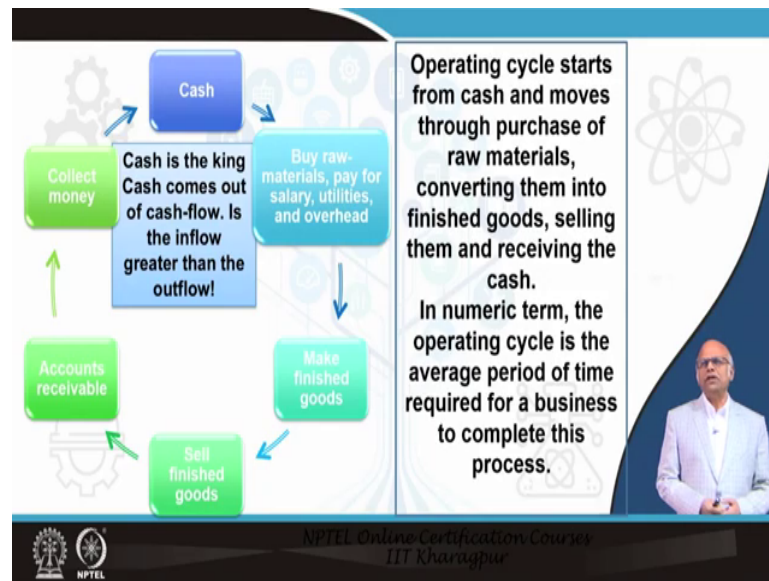 Cash
Buy raw-
materials, pay for
salary, utilities,
and overhead
Make
finished
goods
Sell
finished
goods
Accounts
receivable
Collect
money
Cash is the king
Cash comes out
of cash-flow. Is
the inflow
greater than the
outflow!
Operating cycle starts
from cash and moves
through purchase of
raw materials,
converting them into
finished goods, selling
them and receiving the
cash.
In numeric term, the
operating cycle is the
average period of time
required for a business
to complete this
process.
NPTEL
NPTEL Online Certification Courses
IIT Kharagpur